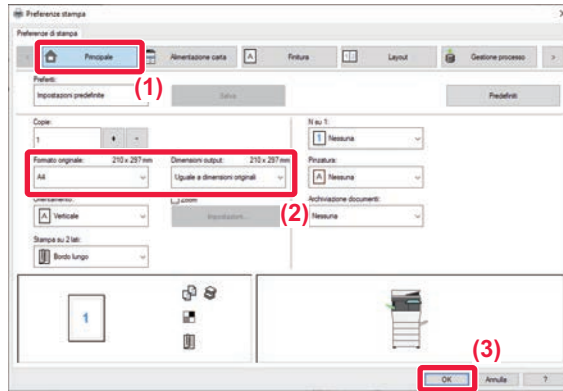 Preferenze stampa
Preferenze di stampa
Principale
Alimentazione carta
A
Finitura
Layout
Gestione processo
(1)
Preferiti:
Impostazioni predefinite
Salva
Predefiniti
Copie:
1
+ -
N su 1:
1 Nessuna
Formato originale: 210 x 297 mm
A4
Dimensioni output: 210 x 297 mm
Uguale a dimensioni originali
Pinzatura:
A Nessuna
(2)
Orientamento:
A Verticale
Zoom
Impostazioni...
Archiviazione documenti:
Nessuna
Stampa su 2 lati:
Bordo lungo
1
(3)
OK
Annulla
?